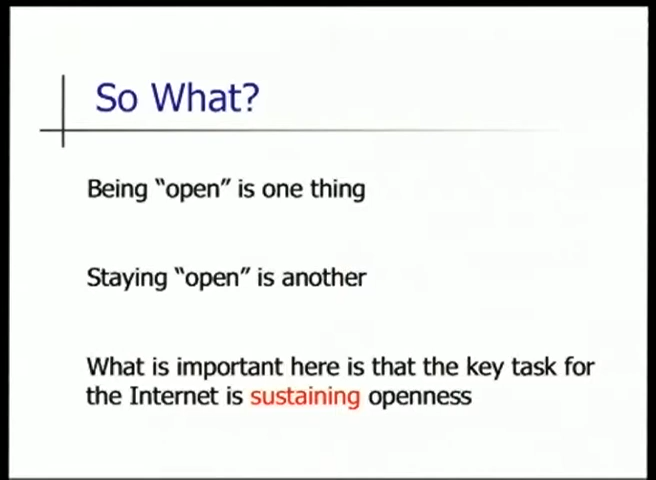 So What?
Being “open” is one thing
Staying “open” is another
What is important here is that the key task for
the Internet is sustaining openness